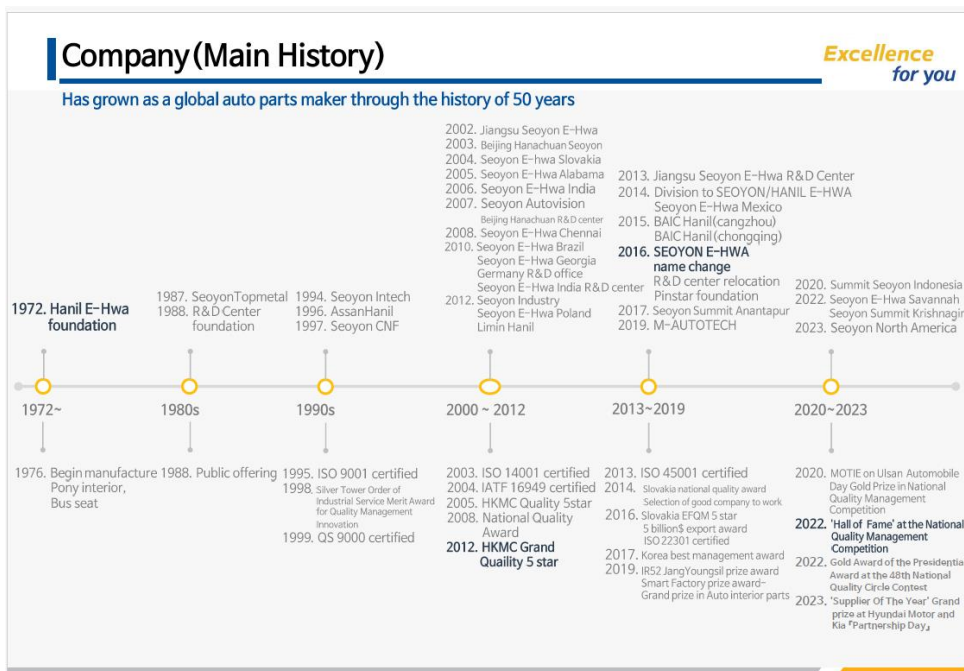 Company(Main History)
Excellence
for you
Has grown as a global auto parts maker through the history of 50 years
1972. Hanil E-Hwa
foundation
1987. SeoyonTopmetal
1988. R&D Center
foundation
1994. Seoyon Intech
1996. AssanHanil
1997. Seoyon CNF
2002. Jiangsu Seoyon E-Hwa
2003. Beijing Hanachuan Seoyon
2004. Seoyon E-hwa Slovakia
2005. Seoyon E-Hwa Alabama
2006. Seoyon E-Hwa India
2007. Seoyon Autovision
Beijing Hanachuan R&D center
2008. Seoyon E-Hwa Chennai
2010. Seoyon E-Hwa Brazil
Seoyon E-Hwa Georgia
Germany R&D office
Seoyon E-Hwa India R&D center
2012. Seoyon Industry
Seoyon E-Hwa Poland
Limin Hanil
2013. Jiangsu Seoyon E-Hwa R&D Center
2014. Division to SEOYON/HANIL E-HWA
Seoyon E-Hwa Mexico
2015. BAIC Hanil(cangzhou)
BAIC Hanil(chongqing)
2016. SEOYON E-HWA
name change
R&D center relocation
Pinstar foundation
2017. Seoyon Summit Anantapur
2019. M-AUTOTECH
2020. Summit Seoyon Indonesia
2022. Seoyon E-Hwa Savannah
Seoyon Summit Krishnagir
2023. Seoyon North America
1972~
1980s
1990s
2000 ~ 2012
2013~2019
2020~2023
1976. Begin manufacture
Pony interior,
Bus seat
1988. Public offering
1995. ISO 9001 certified
1998. Silver Tower Order of
Industrial Service Merit Award
for Quality Management
Innovation
1999. QS 9000 certified
2003. ISO 14001 certified
2004. IATF 16949 certified
2005. HKMC Quality 5star
2008. National Quality
Award
2012. HKMC Grand
Quaility 5 star
2013. ISO 45001 certified
2014. Slovakia national quality award
Selection of good company to work
2016. Slovakia EFQM 5 star
5 billion$ export award
ISO 22301 certified
2017. Korea best management award
2019. IR52 JangYoungsil prize award
Smart Factory prize award-
Grand prize in Auto interior parts
2020. MOTIE on Ulsan Automobile
Day Gold Prize in National
Quality Management
Competition
2022. 'Hall of Fame' at the National
Quality Management
Competition
2022. Gold Award of the Presidentia
Award at the 48th National
Quality Circle Contest
2023. 'Supplier Of The Year' Grand
prize at Hyundai Motor and
Kia『Partnership Day』